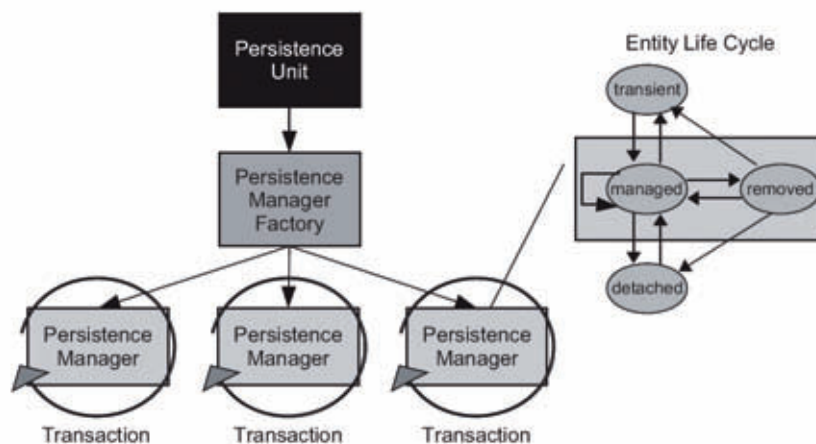 Persistence
Unit
Persistence
Manager
Factory
Persistence
Manager
Persistence
Manager
Persistence
Manager
Transaction
Transaction
Transaction
Entity Life Cycle
transient
managed
removed
detached